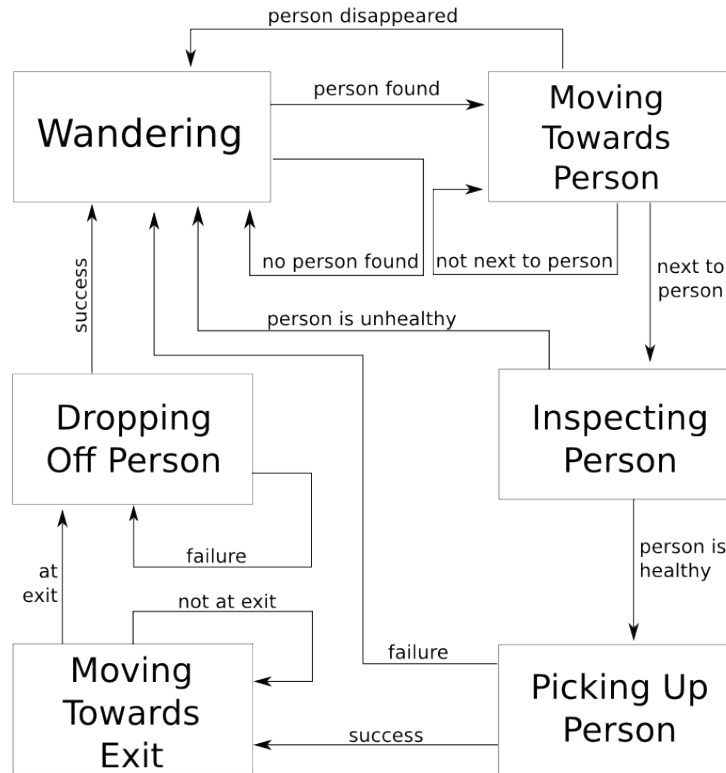 person disappeared
Wandering
person found
Moving
Towards
Person
no person found
not next to person
next to
person
success
person is unhealthy
Dropping
Off Person
Inspecting
Person
failure
person is
healthy
at
exit
not at exit
failure
Moving
Towards
Exit
success
Picking Up
Person